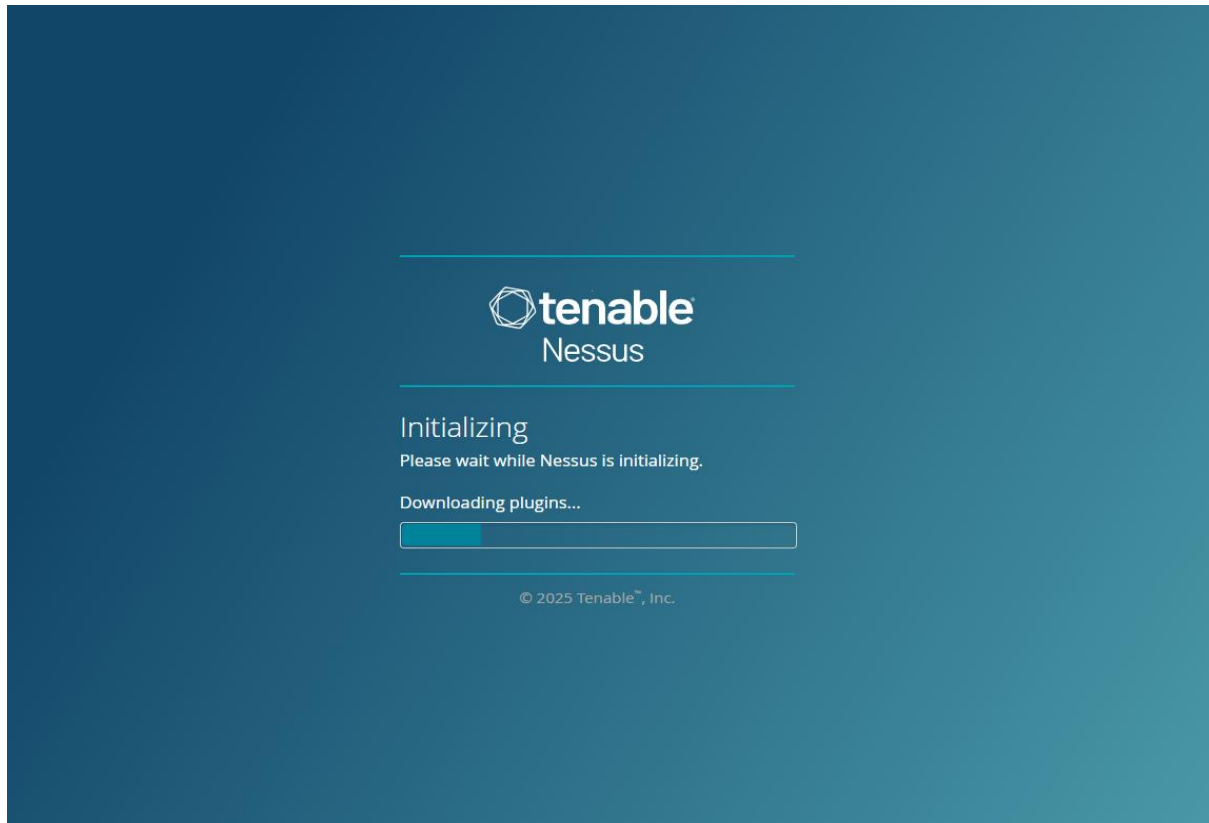 tenable
Nessus
Initializing
Please wait while Nessus is initializing.
Downloading plugins...
© 2025 Tenable™, Inc.